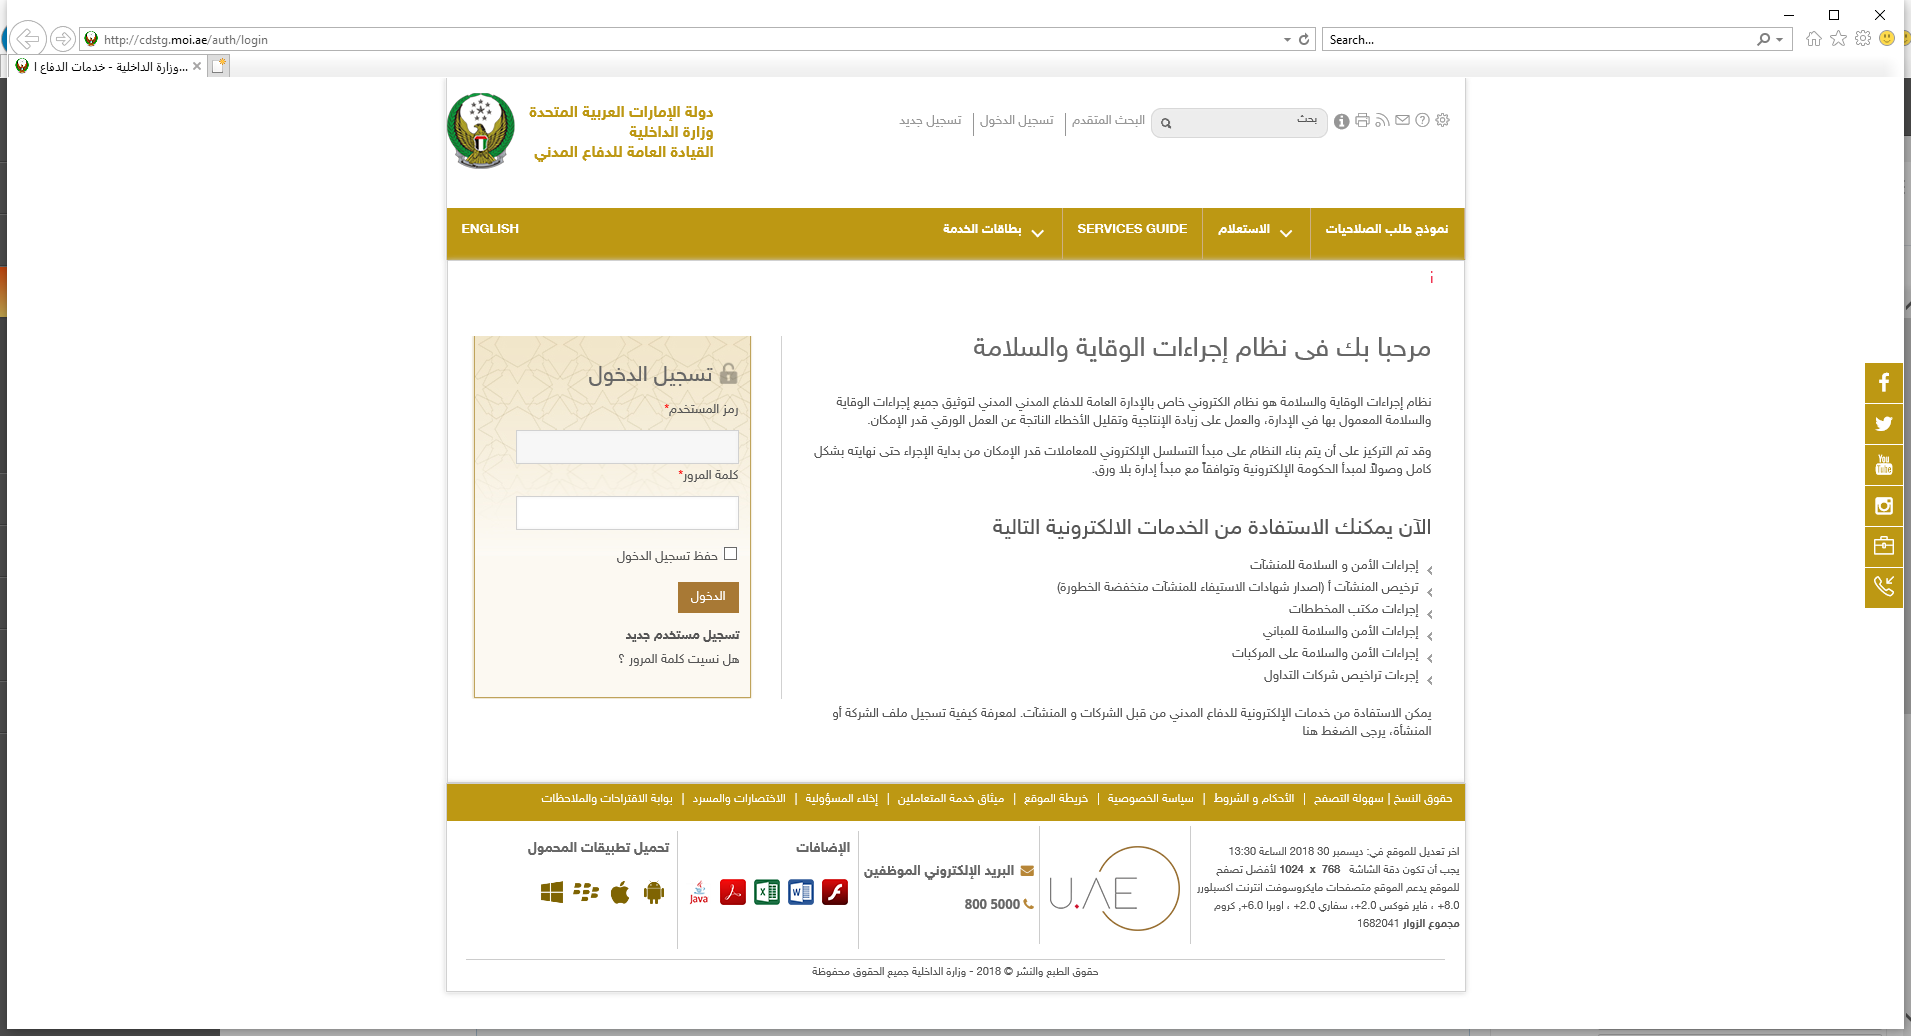 http://cdstg.moi.ae/auth/login
Search...
وزارة الداخلية - خدمات الدفاع ا...
دولة الإمارات العربية المتحدة
وزارة الداخلية
القيادة العامة للدفاع المدني
بحث
البحث المتقدم
تسجيل الدخول
تسجيل جديد
نموذج طلب الصلاحيات
الاستعلام
SERVICES GUIDE
بطاقات الخدمة
ENGLISH
i
مرحبا بك فى نظام إجراءات الوقاية والسلامة
نظام إجراءات الوقاية والسلامة هو نظام الكتروني خاص بالإدارة العامة للدفاع المدني المدني لتوثيق جميع إجراءات الوقاية
والسلامة المعمول بها في الإدارة، والعمل على زيادة الإنتاجية وتقليل الأخطاء الناتجة عن العمل الورقي قدر الإمكان.
وقد تم التركيز على أن يتم بناء النظام على مبدأ التسلسل الإلكتروني للمعاملات قدر الإمكان من بداية الإجراء حتى نهايته بشكل
كامل وصولاً لمبدأ الحكومة الإلكترونية وتوافقاً مع مبدأ إدارة بلا ورق.
الآن يمكنك الاستفادة من الخدمات الالكترونية التالية
إجراءات الأمن و السلامة للمنشآت
ترخيص المنشآت أ (اصدار شهادات الاستيفاء للمنشآت منخفضة الخطورة)
إجراءات مكتب المخططات
إجراءات الأمن والسلامة للمباني
إجراءات الأمن والسلامة على المركبات
إجرءات تراخيص شركات التداول
يمكن الاستفادة من خدمات الإلكترونية للدفاع المدني من قبل الشركات و المنشآت. لمعرفة كيفية تسجيل ملف الشركة أو
المنشأة، يرجى الضغط هنا
تسجيل الدخول
رمز المستخدم*
كلمة المرور*
حفظ تسجيل الدخول
الدخول
تسجيل مستخدم جديد
هل نسيت كلمة المرور ؟
You Tube
حقوق النسخ | سهولة التصفح | الأحكام و الشروط | سياسة الخصوصية | خريطة الموقع | ميثاق خدمة المتعاملين | إخلاء المسؤولية | الاختصارات والمسرد | بوابة الاقتراحات والملاحظات
اخر تعديل للموقع في: ديسمبر 30 2018 الساعة 13:30
يجب أن تكون دقة الشاشة 768 x 1024 لأفضل تصفح
للموقع يدعم الموقع متصفحات مايكروسوفت انترنت اكسبلورر
8.0+ ، فاير فوكس 2.0+، سفاري 2.0+ ، اوبرا 6.0+, كروم
مجموع الزوار 1682041
U.AE
البريد الإلكتروني الموظفين
800 5000
الإضافات
Java
تحميل تطبيقات المحمول
حقوق الطبع والنشر © 2018 - وزارة الداخلية جميع الحقوق محفوظة